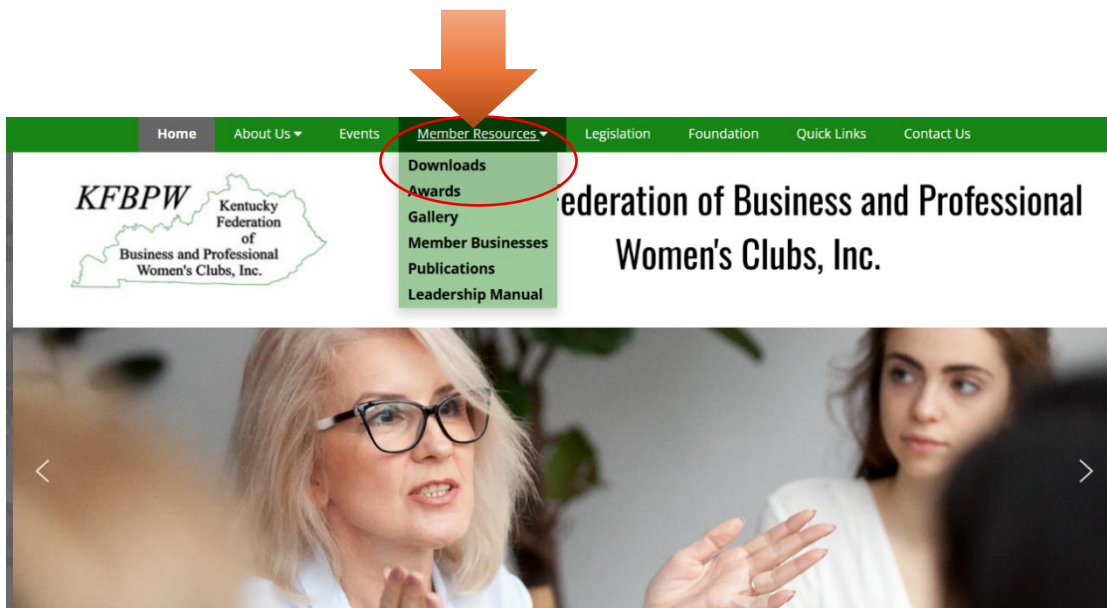 Home About Us Events Member Resources Legislation Foundation Quick Links Contact Us
Downloads
Awards
Gallery
Member Businesses
Publications
Leadership Manual
KFBPW
Kentucky
Federation
of
Business and Professional
Women's Clubs, Inc.
ederation of Business and Professional
Women's Clubs, Inc.